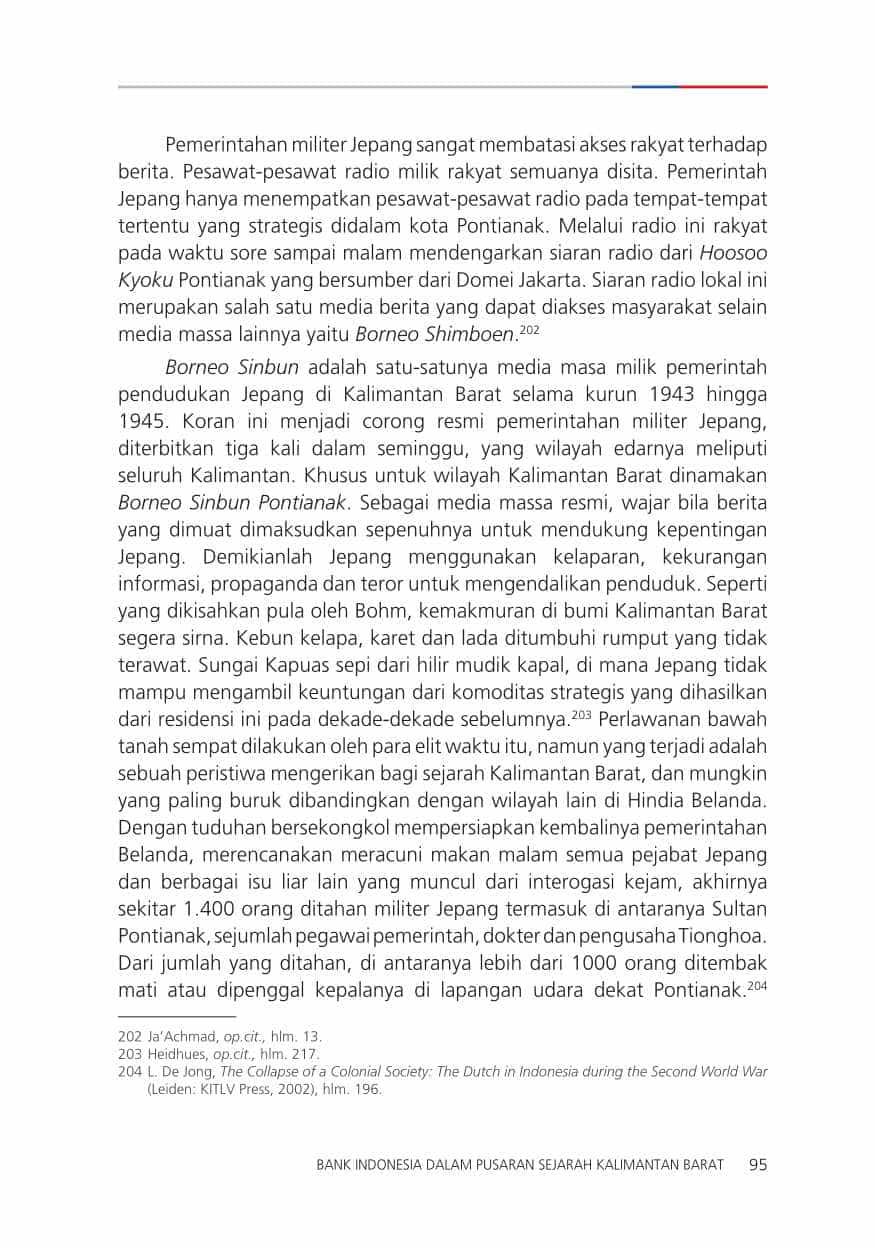 Pemerintahan militer Jepang sangat membatasi akses rakyat terhadap
berita. Pesawat-pesawat radio milik rakyat semuanya disita. Pemerintah
Jepang hanya menempatkan pesawat-pesawat radio pada tempat-tempat
tertentu yang strategis didalam kota Pontianak. Melalui radio ini rakyat
pada waktu sore sampai malam mendengarkan siaran radio dari Hoosoo
Kyoku Pontianak yang bersumber dari Domei Jakarta. Siaran radio lokal ini
merupakan salah satu media berita yang dapat diakses masyarakat selain
media massa lainnya yaitu Borneo Shimboen.202
Borneo Sinbun adalah satu-satunya media masa milik pemerintah
pendudukan Jepang di Kalimantan Barat selama kurun 1943 hingga
1945. Koran ini menjadi corong resmi pemerintahan militer Jepang,
diterbitkan tiga kali dalam seminggu, yang wilayah edarnya meliputi
seluruh Kalimantan. Khusus untuk wilayah Kalimantan Barat dinamakan
Borneo Sinbun Pontianak. Sebagai media massa resmi, wajar bila berita
yang dimuat dimaksudkan sepenuhnya untuk mendukung kepentingan
Jepang. Demikianlah Jepang menggunakan kelaparan, kekurangan
informasi, propaganda dan teror untuk mengendalikan penduduk. Seperti
yang dikisahkan pula oleh Bohm, kemakmuran di bumi Kalimantan Barat
segera sirna. Kebun kelapa, karet dan lada ditumbuhi rumput yang tidak
terawat. Sungai Kapuas sepi dari hilir mudik kapal, di mana Jepang tidak
mampu mengambil keuntungan dari komoditas strategis yang dihasilkan
dari residensi ini pada dekade-dekade sebelumnya.203 Perlawanan bawah
tanah sempat dilakukan oleh para elit waktu itu, namun yang terjadi adalah
sebuah peristiwa mengerikan bagi sejarah Kalimantan Barat, dan mungkin
yang paling buruk dibandingkan dengan wilayah lain di Hindia Belanda.
Dengan tuduhan bersekongkol mempersiapkan kembalinya pemerintahan
Belanda, merencanakan meracuni makan malam semua pejabat Jepang
dan berbagai isu liar lain yang muncul dari interogasi kejam, akhirnya
sekitar 1.400 orang ditahan militer Jepang termasuk di antaranya Sultan
Pontianak, sejumlah pegawai pemerintah, dokter dan pengusaha Tionghoa.
Dari jumlah yang ditahan, di antaranya lebih dari 1000 orang ditembak
mati atau dipenggal kepalanya di lapangan udara dekat Pontianak.204
202 Ja’Achmad, op.cit., hlm. 13.
203 Heidhues, op.cit., hlm. 217.
204 L. De Jong, The Collapse of a Colonial Society: The Dutch in Indonesia during the Second World War
(Leiden: KITLV Press, 2002), hlm. 196.
BANK INDONESIA DALAM PUSARAN SEJARAH KALIMANTAN BARAT 95